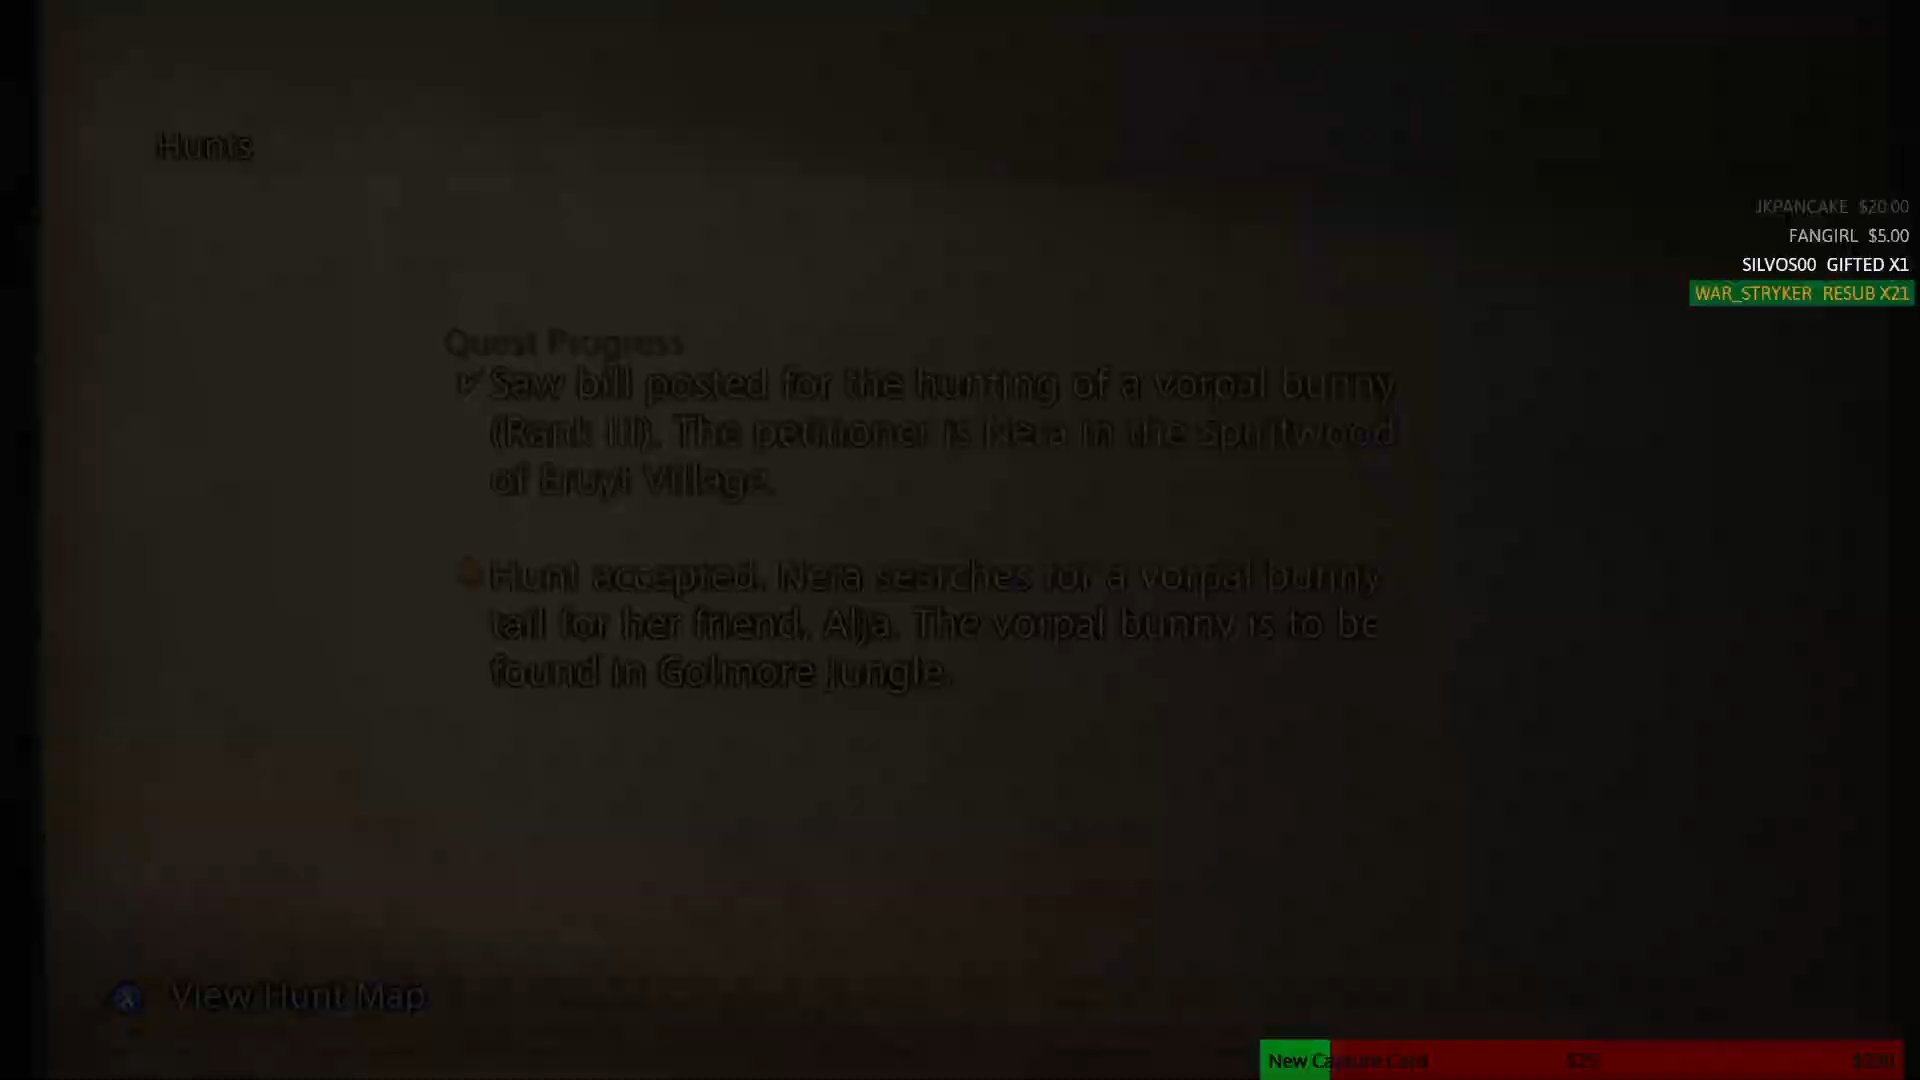 Hunts
JKPANCAKE $20.00
FANGIRL $5.00
SILVOS00 GIFTED X1
WAR_STRYKER RESUB X21
Quest Progress
Saw bill posted for the hunting of a vorpal bunny
(Rank III). The petitioner is Nera in the Spiritwood
of Eruyt Village.
Hunt accepted. Nera searches for a vorpal bunny
tail for her friend, Alja. The vorpal bunny is to be
found in Golmore Jungle.
X View Hunt Map
New Capture Card